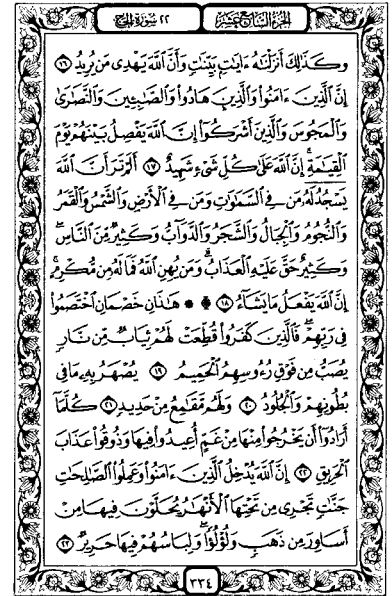 ٢٢ سورة الحج الجزء السابع عشر
وَكَذَٰلِكَ أَنزَلْنَٰهُ ءَايَٰتٍۭ بَيِّنَٰتٍ وَأَنَّ ٱللَّهَ يَهْدِى مَن يُرِيدُ ١٦
إِنَّ ٱلَّذِينَ ءَامَنُوا۟ وَٱلَّذِينَ هَادُوا۟ وَٱلصَّٰبِـِٔينَ وَٱلنَّصَٰرَىٰ
وَٱلْمَجُوسَ وَٱلَّذِينَ أَشْرَكُوٓا۟ إِنَّ ٱللَّهَ يَفْصِلُ بَيْنَهُمْ يَوْمَ
ٱلْقِيَٰمَةِ ۚ إِنَّ ٱللَّهَ عَلَىٰ كُلِّ شَىْءٍ شَهِيدٌ ١٧ أَلَمْ تَرَ أَنَّ ٱللَّهَ
يَسْجُدُ لَهُۥ مَن فِى ٱلسَّمَٰوَٰتِ وَمَن فِى ٱلْأَرْضِ وَٱلشَّمْسُ وَٱلْقَمَرُ
وَٱلنُّجُومُ وَٱلْجِبَالُ وَٱلشَّجَرُ وَٱلدَّوَآبُّ وَكَثِيرٌ مِّنَ ٱلنَّاسِ ۖ
وَكَثِيرٌ حَقَّ عَلَيْهِ ٱلْعَذَابُ ۗ وَمَن يُهِنِ ٱللَّهُ فَمَا لَهُۥ مِن مُّكْرِمٍ ۚ
إِنَّ ٱللَّهَ يَفْعَلُ مَا يَشَآءُ ۩ ١٨ ۞ هَٰذَانِ خَصْمَانِ ٱخْتَصَمُوا۟
فِى رَبِّهِمْ ۖ فَٱلَّذِينَ كَفَرُوا۟ قُطِّعَتْ لَهُمْ ثِيَابٌ مِّن نَّارٍ
يُصَبُّ مِن فَوْقِ رُءُوسِهِمُ ٱلْحَمِيمُ ١٩ يُصْهَرُ بِهِۦ مَا فِى
بُطُونِهِمْ وَٱلْجُلُودُ ٢٠ وَلَهُم مَّقَٰمِعُ مِنْ حَدِيدٍ ٢١ كُلَّمَآ
أَرَادُوٓا۟ أَن يَخْرُجُوا۟ مِنْهَا مِنْ غَمٍّ أُعِيدُوا۟ فِيهَا وَذُوقُوا۟ عَذَابَ
ٱلْحَرِيقِ ٢٢ إِنَّ ٱللَّهَ يُدْخِلُ ٱلَّذِينَ ءَامَنُوا۟ وَعَمِلُوا۟ ٱلصَّٰلِحَٰتِ
جَنَّٰتٍ تَجْرِى مِن تَحْتِهَا ٱلْأَنْهَٰرُ يُحَلَّوْنَ فِيهَا مِنْ
أَسَاوِرَ مِن ذَهَبٍ وَلُؤْلُؤًا ۖ وَلِبَاسُهُمْ فِيهَا حَرِيرٌ ٢٣
٣٣٤